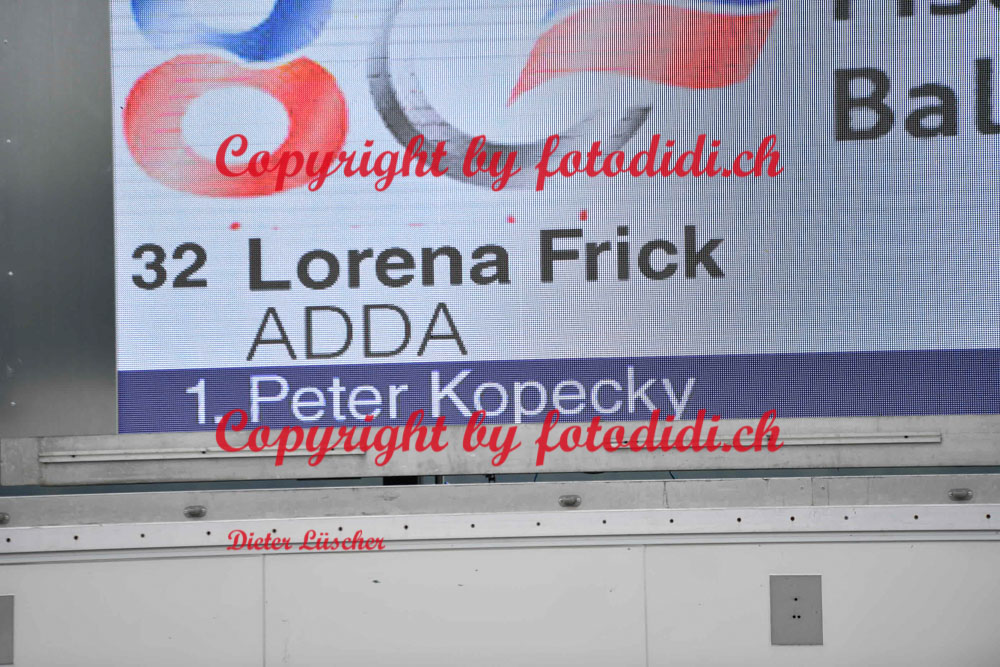 Bal
Copyright by fotodidi.ch
32 Lorena Frick
ADDA
1. Peter Kopecky
Copyright by fotodidi.ch
Dieter Lüscher